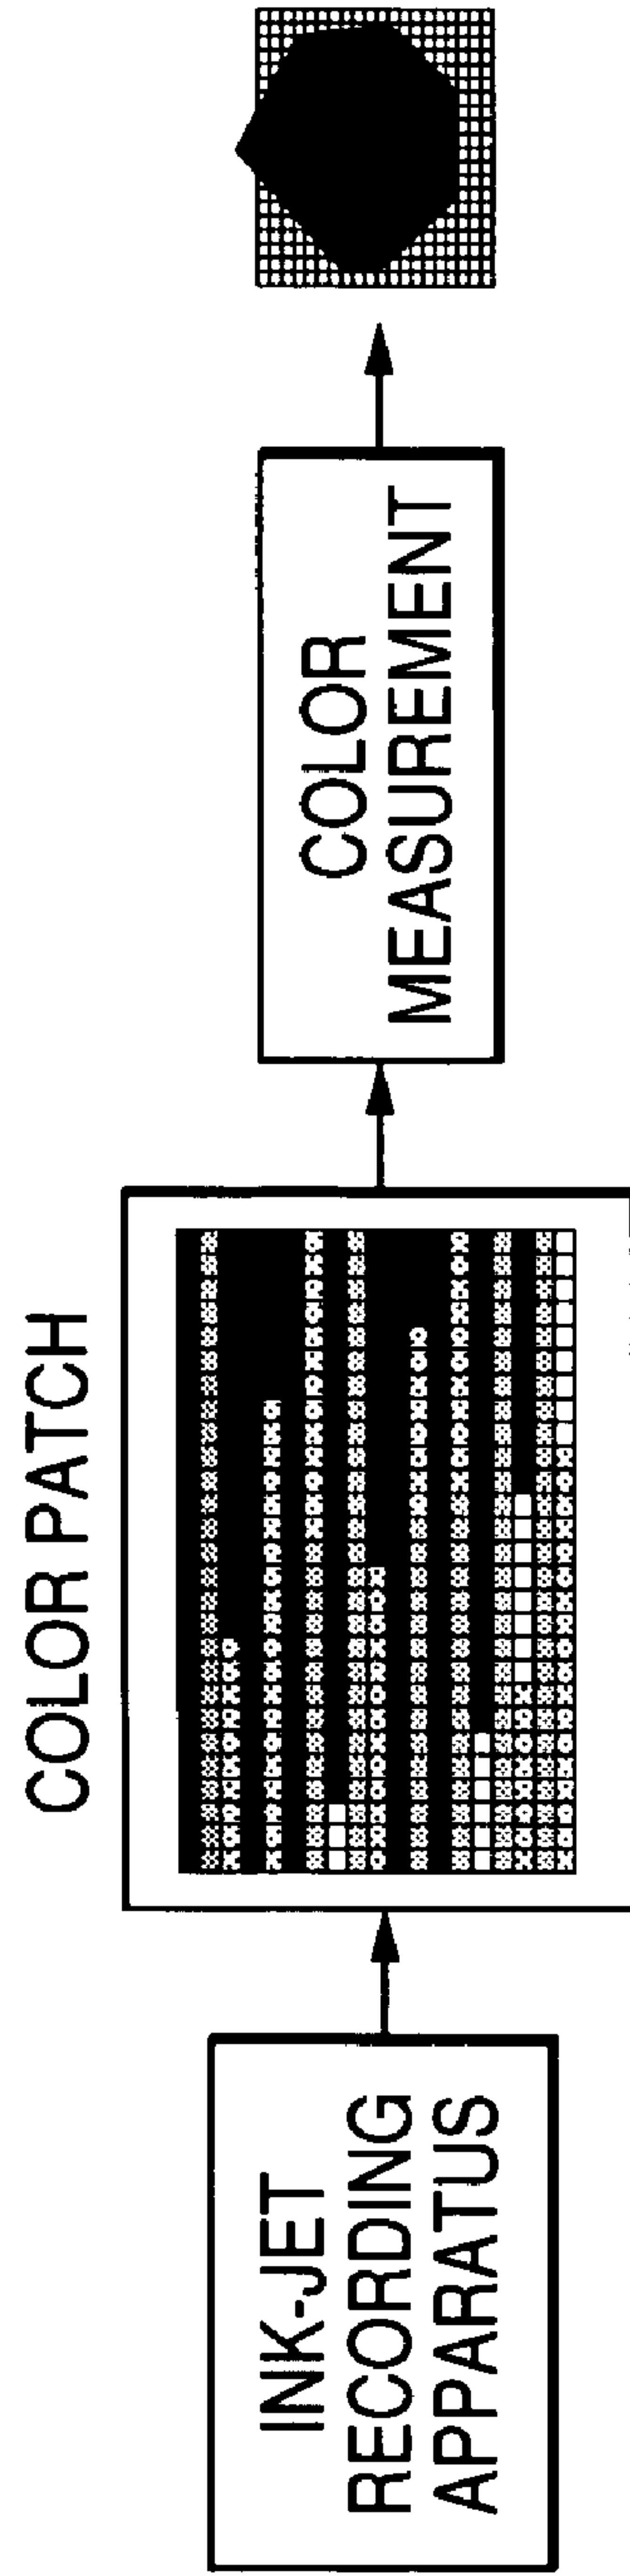 INK-JET
RECORDING
APPARATUS
COLOR PATCH
COLOR
MEASUREMENT